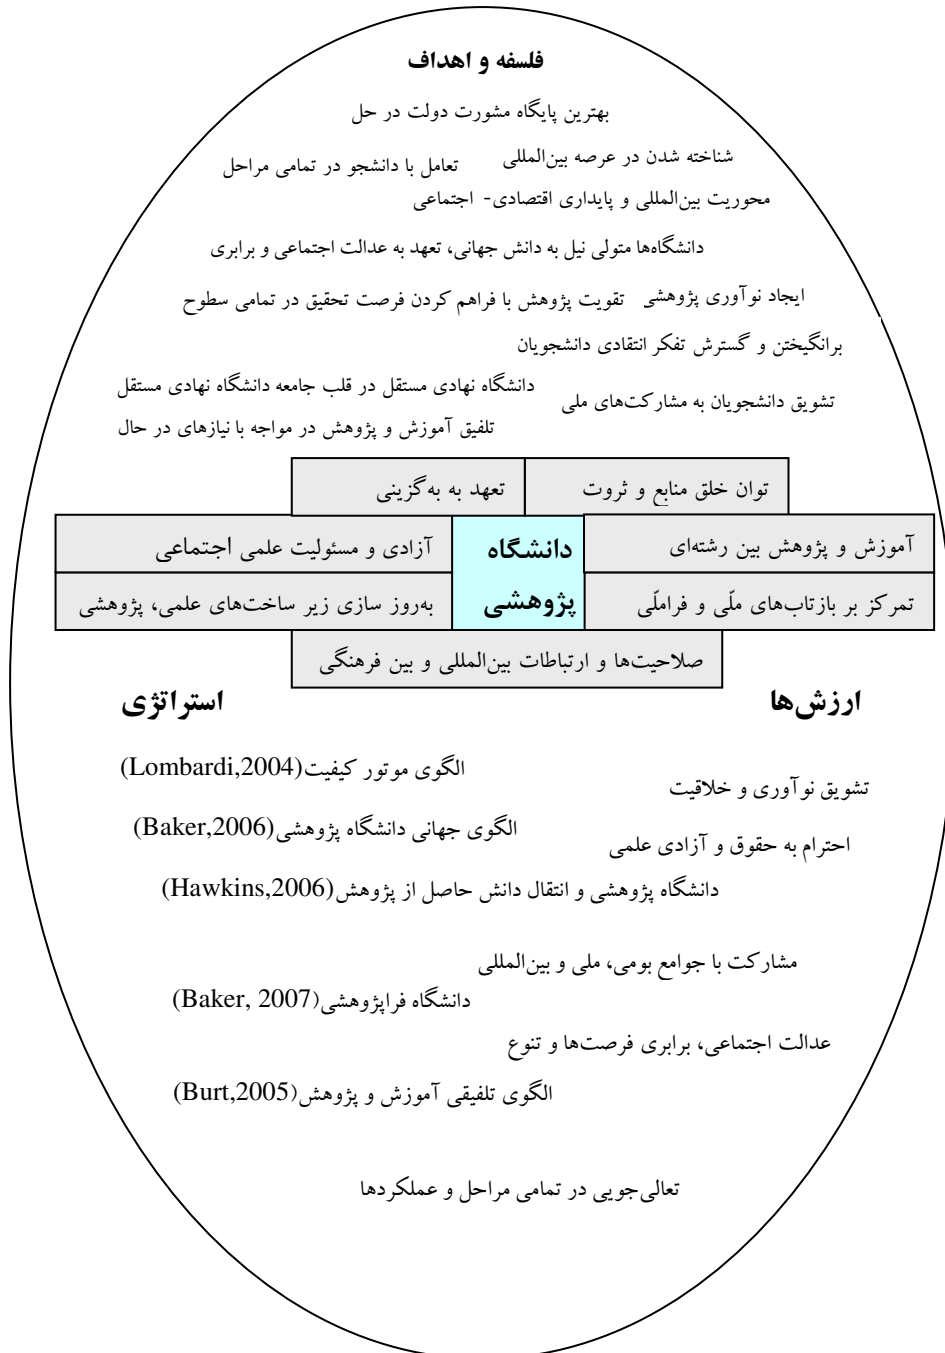 فلسفه و اهداف
بهترین پایگاه مشورت دولت در حل
شناخته شدن در عرصه بین‌المللی
تعامل با دانشجو در تمامی مراحل
محوریت بین‌المللی و پایداری اقتصادی- اجتماعی
دانشگاه‌ها متولی نیل به دانش جهانی، تعهد به عدالت اجتماعی و برابری
ایجاد نوآوری پژوهشی
تقویت پژوهش با فراهم کردن فرصت تحقیق در تمامی سطوح
برانگیختن و گسترش تفکر انتقادی دانشجویان
تشویق دانشجویان به مشارکت‌های ملی
دانشگاه نهادی مستقل در قلب جامعه دانشگاه نهادی مستقل
تلفیق آموزش و پژوهش در مواجه با نیازهای در حال
توان خلق منابع و ثروت
تعهد به به‌گزینی
آموزش و پژوهش بین رشته‌ای
دانشگاه
آزادی و مسئولیت علمی اجتماعی
تمرکز بر بازتاب‌های ملّی و فراملّی
پژوهشی
به‌روز سازی زیر ساخت‌های علمی، پژوهشی
صلاحیت‌ها و ارتباطات بین‌المللی و بین فرهنگی
ارزش‌ها
استراتژی
الگوی موتور کیفیت(Lombardi,2004)
تشویق نوآوری و خلاقیت
الگوی جهانی دانشگاه پژوهشی(Baker,2006)
احترام به حقوق و آزادی علمی
دانشگاه پژوهشی و انتقال دانش حاصل از پژوهش(Hawkins,2006)
مشارکت با جوامع بومی، ملی و بین‌المللی
دانشگاه فراپژوهشی(Baker, 2007)
عدالت اجتماعی، برابری فرصت‌ها و تنوع
الگوی تلفیقی آموزش و پژوهش(Burt,2005)
تعالی‌جویی در تمامی مراحل و عملکردها